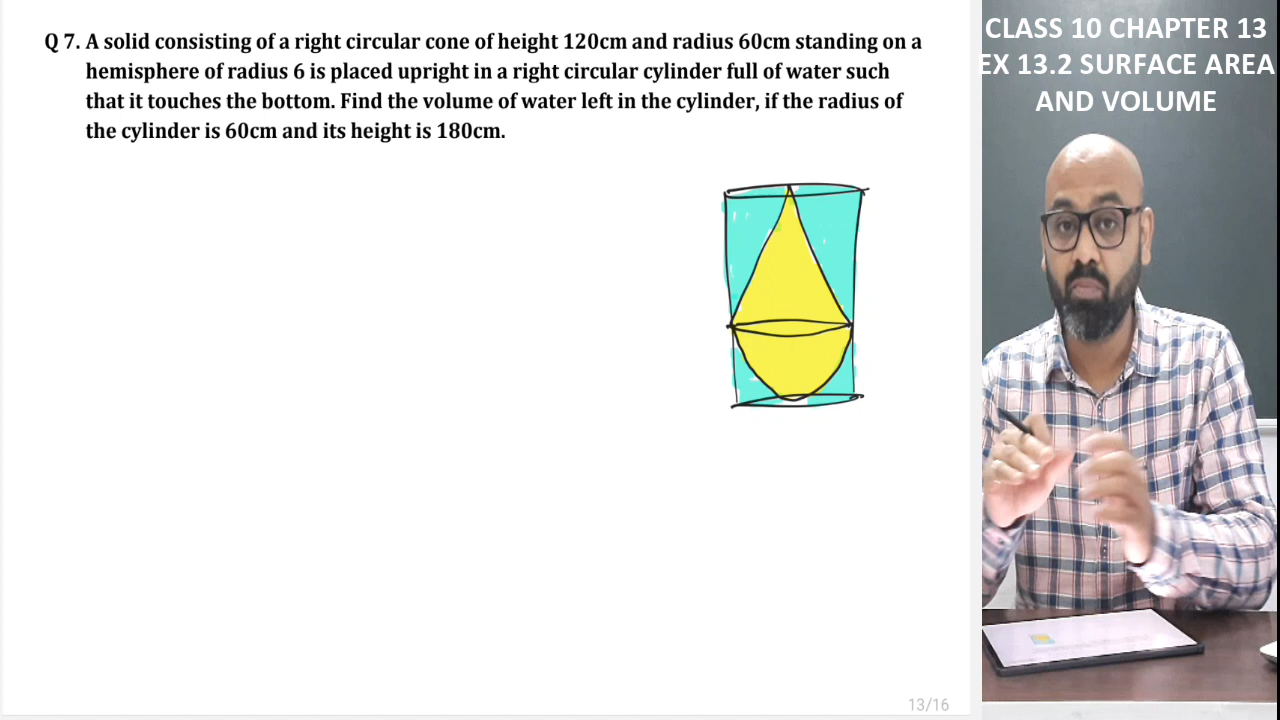 Q 7. A solid consisting of a right circular cone of height 120cm and radius 60cm standing on a
hemisphere of radius 6 is placed upright in a right circular cylinder full of water such
that it touches the bottom. Find the volume of water left in the cylinder, if the radius of
the cylinder is 60cm and its height is 180cm.
CLASS 10 CHAPTER 13
EX 13.2 SURFACE AREA
AND VOLUME
13/16